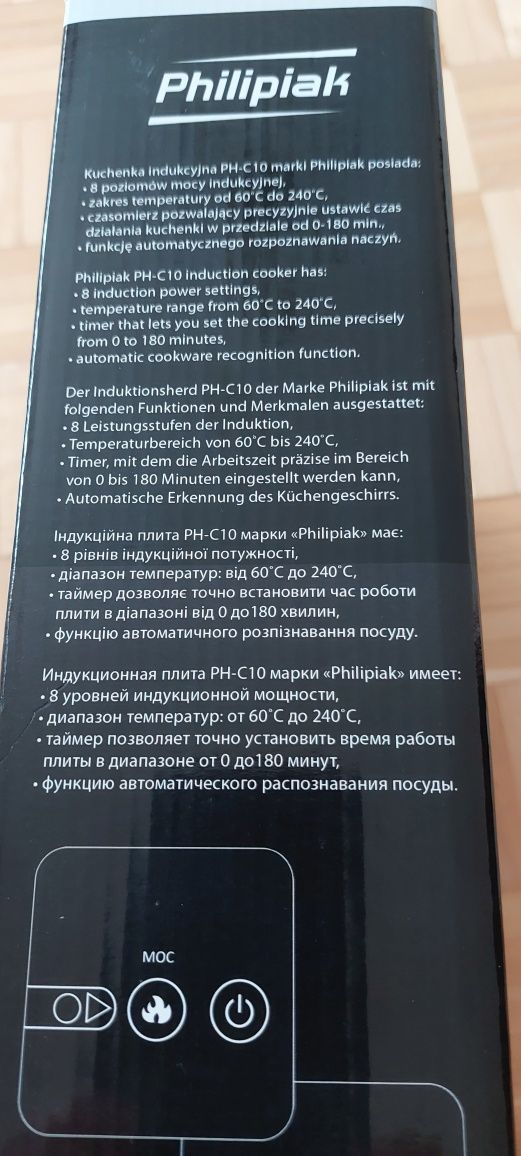 Philipiak
Kuchenka indukcyjna PH-C10 marki Philipiak posiada:
• 8 poziomów mocy indukcyjnej,
• zakres temperatury od 60°C do 240°C,
• czasomierz pozwalający precyzyjnie ustawić czas
działania kuchenki w przedziale od 0-180 min.,
• funkcję automatycznego rozpoznawania naczyń.
Philipiak PH-C10 induction cooker has:
• 8 induction power settings,
• temperature range from 60°C to 240°C,
• timer that lets you set the cooking time precisely
from 0 to 180 minutes,
• automatic cookware recognition function.
Der Induktionsherd PH-C10 der Marke Philipiak ist mit
folgenden Funktionen und Merkmalen ausgestattet:
• 8 Leistungsstufen der Induktion,
• Temperaturbereich von 60°C bis 240°C,
• Timer, mit dem die Arbeitszeit präzise im Bereich
von 0 bis 180 Minuten eingestellt werden kann,
• Automatische Erkennung des Küchengeschirrs.
Індукційна плита PH-C10 марки «Philipiak» має:
• 8 рівнів індукційної потужності,
• діапазон температур: від 60°C до 240°C,
• таймер дозволяє точно встановити час роботи
плити в діапазоні від 0 до180 хвилин,
• функцію автоматичного розпізнавання посуду.
Индукционная плита PH-C10 марки «Philipiak» имеет:
• 8 уровней индукционной мощности,
• диапазон температур: от 60°C до 240°C,
• таймер позволяет точно установить время работы
плиты в диапазоне от 0 до180 минут,
• функцию автоматического распознавания посуды.
MOC